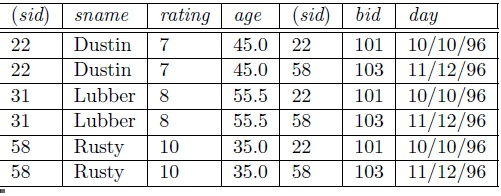 (sid) sname rating age (sid) bid day
22 Dustin 7 45.0 22 101 10/10/96
22 Dustin 7 45.0 58 103 11/12/96
31 Lubber 8 55.5 22 101 10/10/96
31 Lubber 8 55.5 58 103 11/12/96
58 Rusty 10 35.0 22 101 10/10/96
58 Rusty 10 35.0 58 103 11/12/96